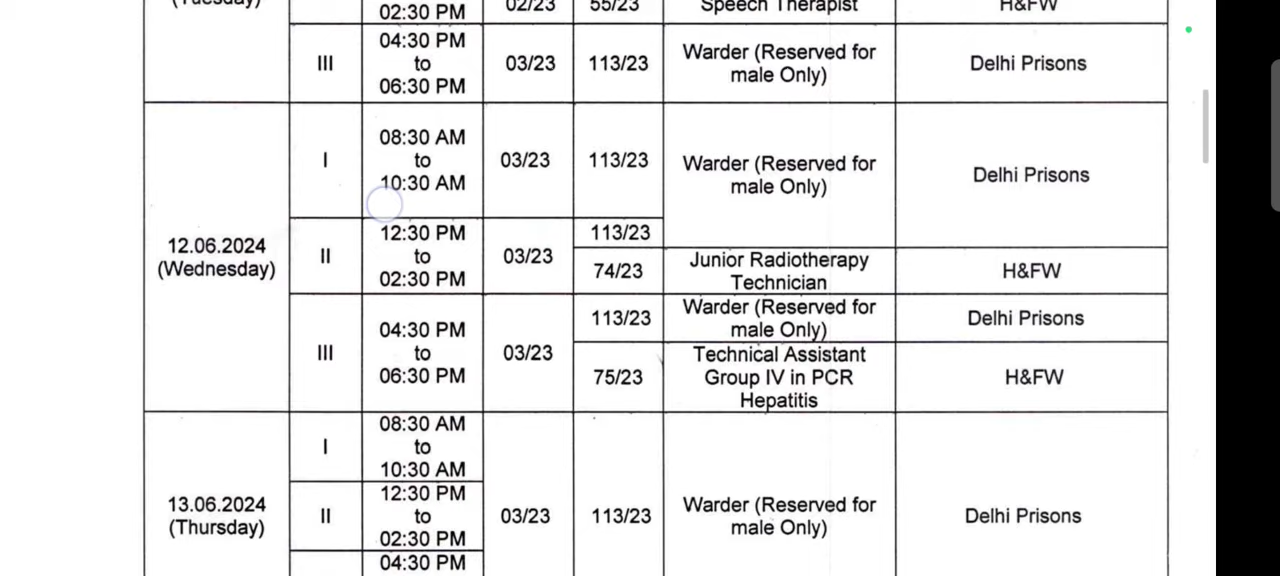 (Tuesday)
02:30 PM
02/23
55/23
Speech Therapist
H&FW
III
04:30 PM
to
06:30 PM
03/23
113/23
Warder (Reserved for
male Only)
Delhi Prisons
12.06.2024
(Wednesday)
I
08:30 AM
to
10:30 AM
03/23
113/23
Warder (Reserved for
male Only)
Delhi Prisons
II
12:30 PM
to
02:30 PM
03/23
113/23
74/23
Junior Radiotherapy
Technician
H&FW
III
04:30 PM
to
06:30 PM
03/23
113/23
Warder (Reserved for
male Only)
Delhi Prisons
75/23
Technical Assistant
Group IV in PCR
Hepatitis
H&FW
13.06.2024
(Thursday)
I
08:30 AM
to
10:30 AM
II
12:30 PM
to
02:30 PM
03/23
113/23
Warder (Reserved for
male Only)
Delhi Prisons
04:30 PM